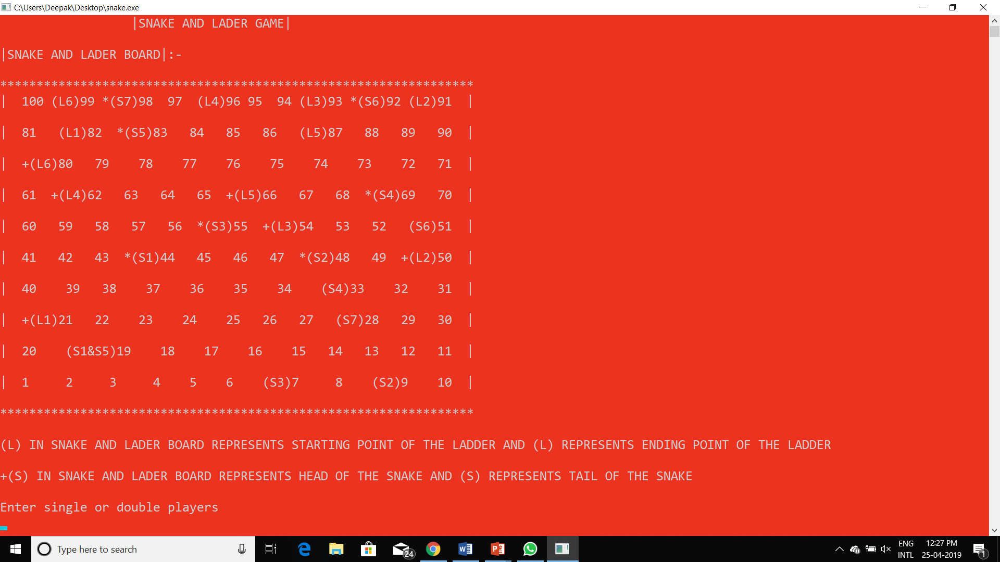 C:\Users\Deepak\Desktop\snake.exe
|SNAKE AND LADER GAME|
|SNAKE AND LADER BOARD|:-
*****************************************************************
| 100 (L6)99 *(S7)98 97 (L4)96 95 94 (L3)93 *(S6)92 (L2)91 |
| 81 (L1)82 *(S5)83 84 85 86 (L5)87 88 89 90 |
| +(L6)80 79 78 77 76 75 74 73 72 71 |
| 61 +(L4)62 63 64 65 +(L5)66 67 68 *(S4)69 70 |
| 60 59 58 57 56 *(S3)55 +(L3)54 53 52 (S6)51 |
| 41 42 43 *(S1)44 45 46 47 *(S2)48 49 +(L2)50 |
| 40 39 38 37 36 35 34 (S4)33 32 31 |
| +(L1)21 22 23 24 25 26 27 (S7)28 29 30 |
| 20 (S1&S5)19 18 17 16 15 14 13 12 11 |
| 1 2 3 4 5 6 (S3)7 8 (S2)9 10 |
*****************************************************************
(L) IN SNAKE AND LADER BOARD REPRESENTS STARTING POINT OF THE LADDER AND (L) REPRESENTS ENDING POINT OF THE LADDER
+(S) IN SNAKE AND LADER BOARD REPRESENTS HEAD OF THE SNAKE AND (S) REPRESENTS TAIL OF THE SNAKE
Enter single or double players
Type here to search
24
ENG
INTL
12:27 PM
25-04-2019
1